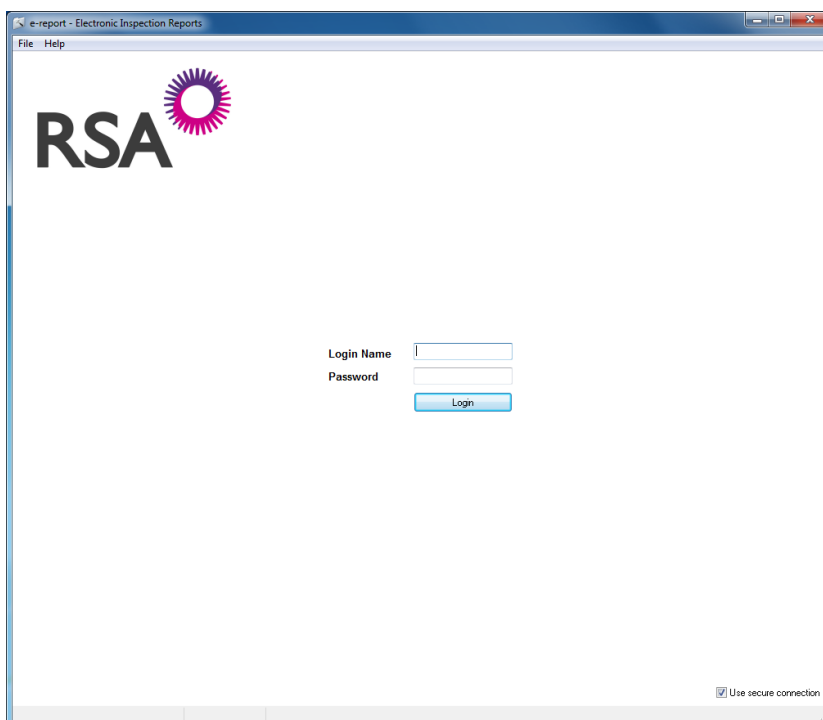 e-report - Electronic Inspection Reports
File Help
RSA
Login Name
Password
Login
Use secure connection